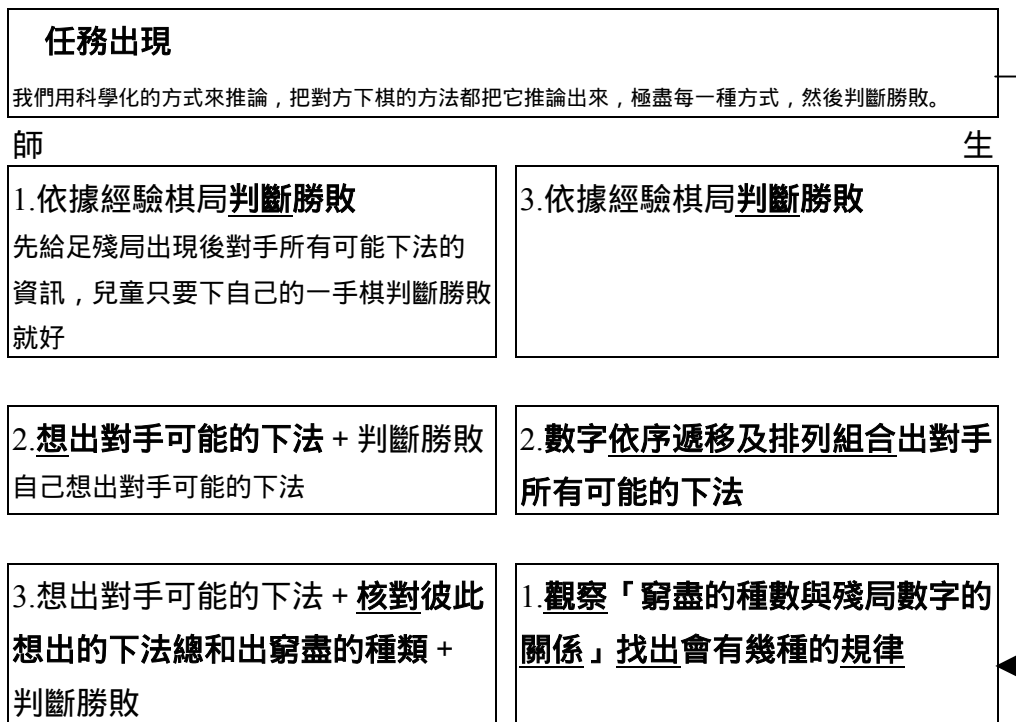 任務出現
我們用科學化的方式來推論，把對方下棋的方法都把它推論出來，極盡每一種方式，然後判斷勝敗。
師
生
1.依據經驗棋局判斷勝敗
先給足殘局出現後對手所有可能下法的
資訊，兒童只要下自己的一手棋判斷勝敗
就好
3.依據經驗棋局判斷勝敗
2.想出對手可能的下法 + 判斷勝敗
自己想出對手可能的下法
2.數字依序遞移及排列組合出對手
所有可能的下法
3.想出對手可能的下法 + 核對彼此
想出的下法總和出窮盡的種類 +
判斷勝敗
1.觀察「窮盡的種數與殘局數字的
關係」找出會有幾種的規律